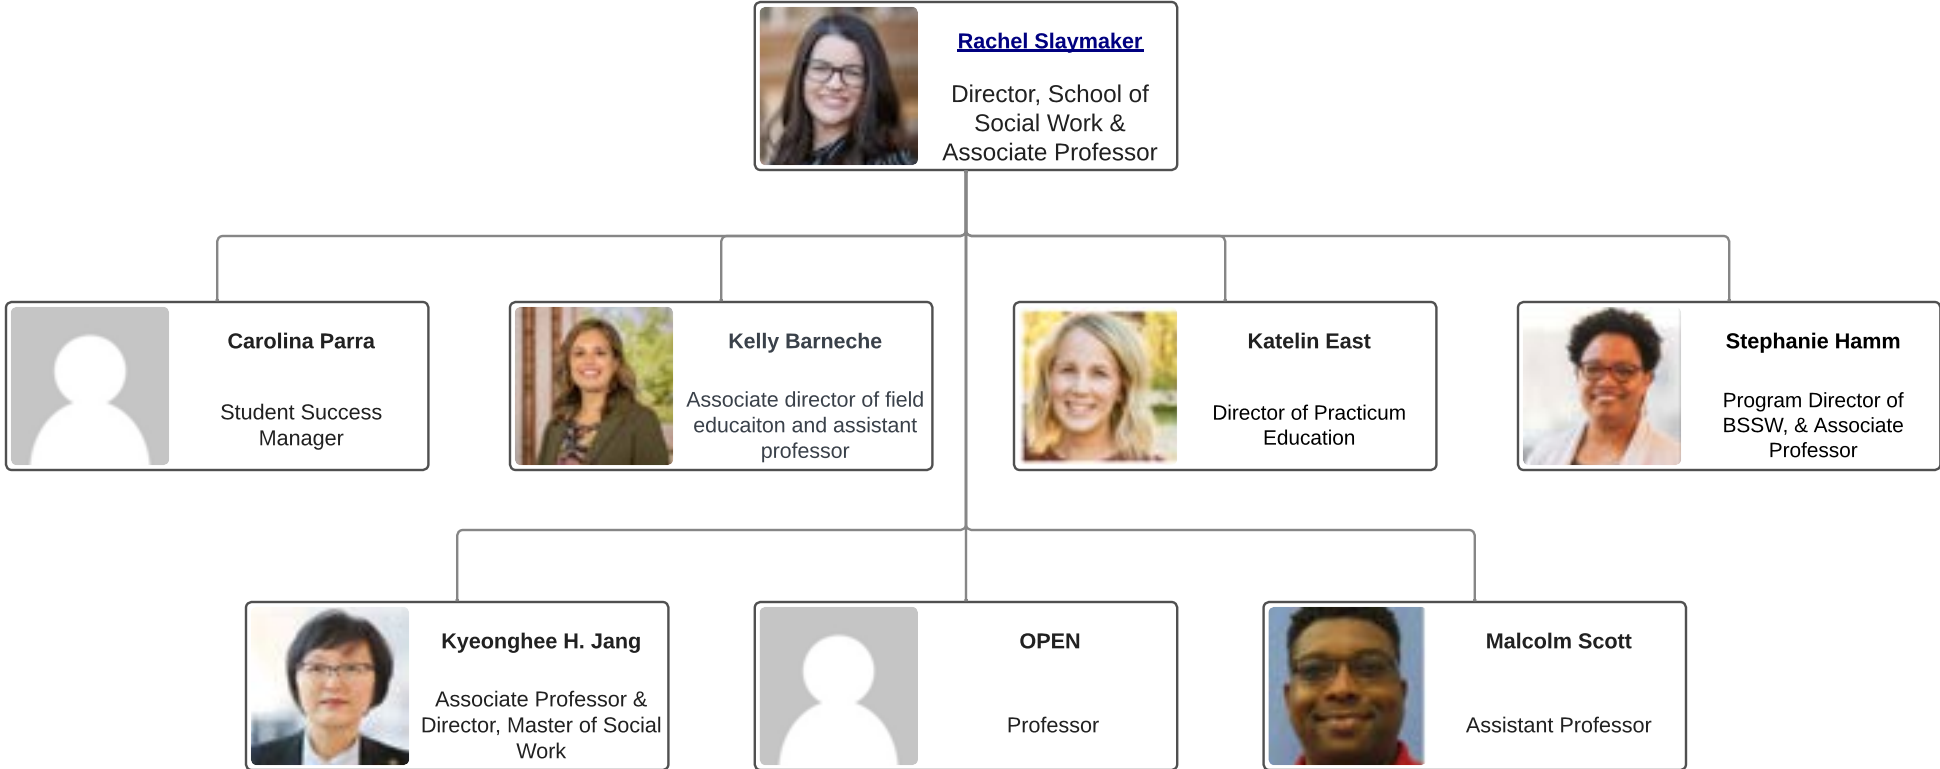 Rachel Slaymaker
Director, School of
Social Work &
Associate Professor
Carolina Parra
Student Success
Manager
Kelly Barneche
Associate director of field
educaiton and assistant
professor
Katelin East
Director of Practicum
Education
Stephanie Hamm
Program Director of
BSSW, & Associate
Professor
Kyeonghee H. Jang
Associate Professor &
Director, Master of Social
Work
OPEN
Professor
Malcolm Scott
Assistant Professor